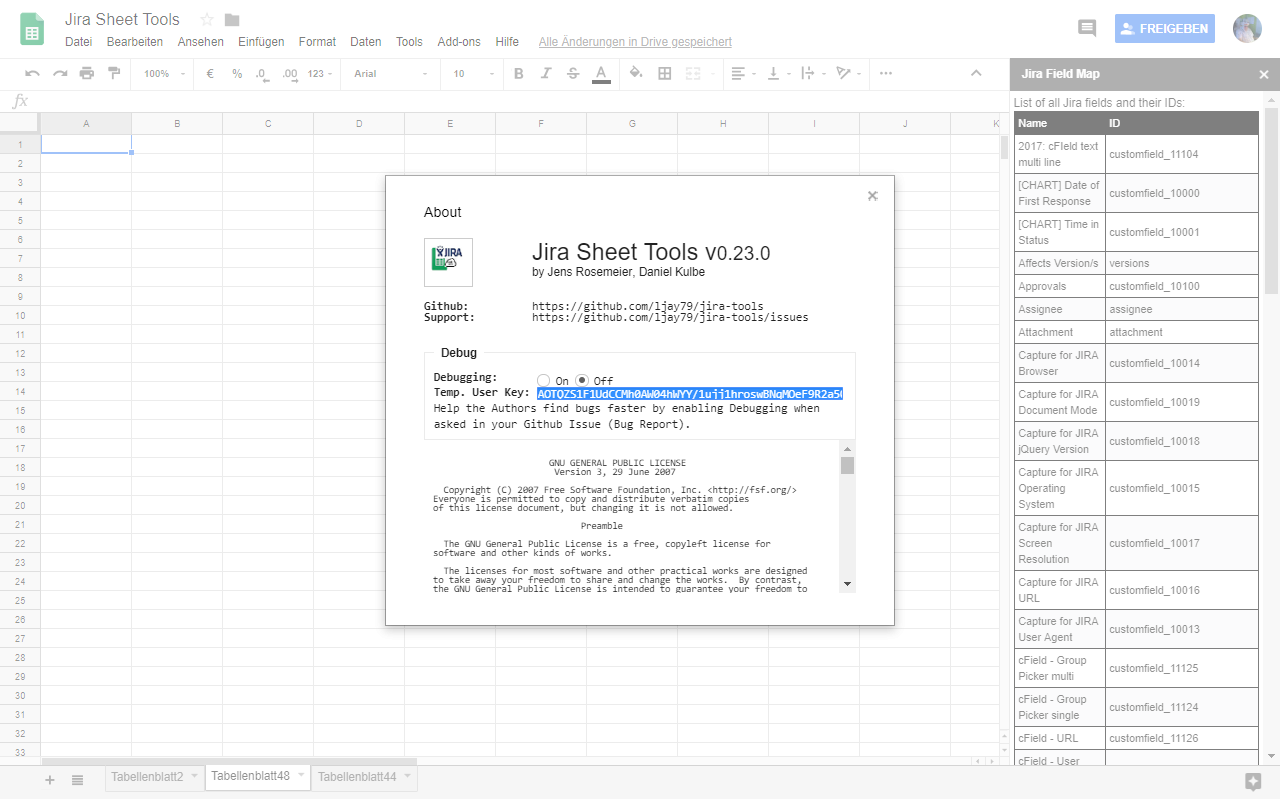 Jira Sheet Tools
Datei Bearbeiten Ansehen Einfügen Format Daten Tools Add-ons Hilfe Alle Änderungen in Drive gespeichert
FREIGEBEN
100% € % .0 .00 123 Arial 10 B I S A
fx
Jira Field Map
List of all Jira fields and their IDs:
Name ID
2017: cField text
multi line
customfield_11104
[CHART] Date of
First Response
customfield_10000
[CHART] Time in
Status
customfield_10001
Affects Version/s versions
Approvals customfield_10100
Assignee assignee
Attachment attachment
Capture for JIRA
Browser
customfield_10014
Capture for JIRA
Document Mode
customfield_10019
Capture for JIRA
jQuery Version
customfield_10018
Capture for JIRA
Operating
System
customfield_10015
Capture for JIRA
Screen
Resolution
customfield_10017
Capture for JIRA
URL
customfield_10016
Capture for JIRA
User Agent
customfield_10013
cField - Group
Picker multi
customfield_11125
cField - Group
Picker single
customfield_11124
cField - URL customfield_11126
cField - User
A B C D E F G H I J K
1
2
3
4
5
6
7
8
9
10
11
12
13
14
15
16
17
18
19
20
21
22
23
24
25
26
27
28
29
30
31
32
33
About
JIRA
Jira Sheet Tools V0.23.0
by Jens Rosemeier, Daniel Kulbe
Github: https://github.com/ljay79/jira-tools
Support: https://github.com/ljay79/jira-tools/issues
Debug
Debugging: On Off
Temp. User Key:
Help the Authors find bugs faster by enabling Debugging when
asked in your Github Issue (Bug Report).
GNU GENERAL PUBLIC LICENSE
Version 3, 29 June 2007
Copyright (C) 2007 Free Software Foundation, Inc. <http://fsf.org/>
Everyone is permitted to copy and distribute verbatim copies
of this license document, but changing it is not allowed.
Preamble
The GNU General Public License is a free, copyleft license for
software and other kinds of works.
The licenses for most software and other practical works are designed
to take away your freedom to share and change the works. By contrast,
the GNU General Public License is intended to guarantee your freedom to
Tabellenblatt2 Tabellenblatt48 Tabellenblatt44